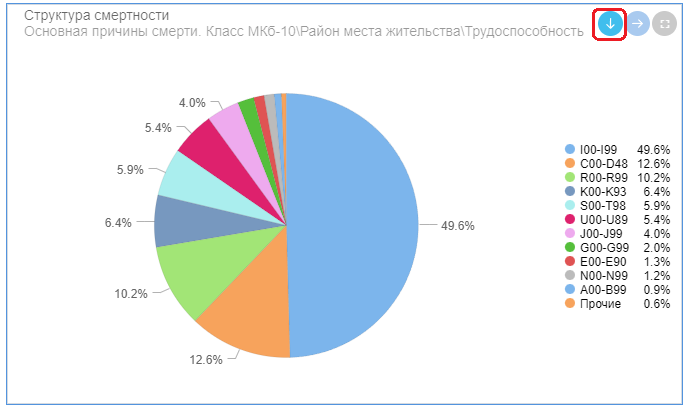 Структура смертности
Основная причины смерти. Класс МКб-10\Район места жительства\Трудоспособность
4.0%
5.4%
5.9%
6.4%
10.2%
12.6%
49.6%
I00-I99 49.6%
C00-D48 12.6%
R00-R99 10.2%
K00-K93 6.4%
S00-T98 5.9%
U00-U89 5.4%
J00-J99 4.0%
G00-G99 2.0%
E00-E90 1.3%
N00-N99 1.2%
A00-B99 0.9%
Прочие 0.6%